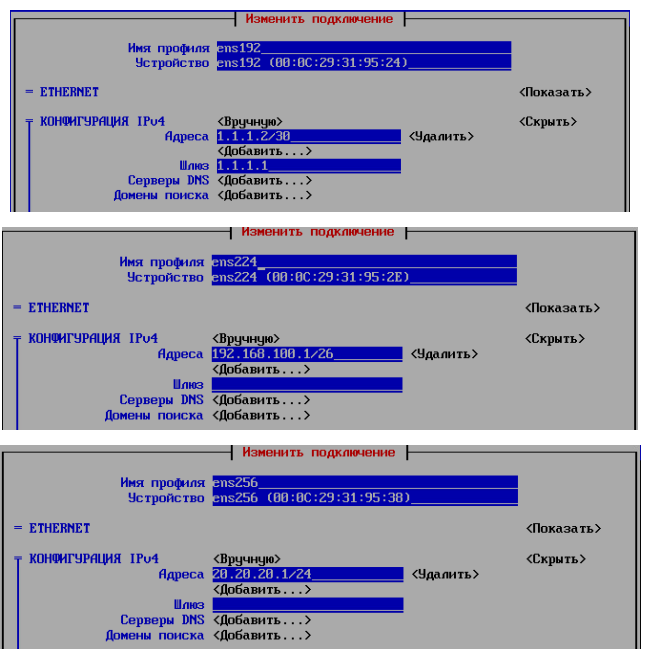 Изменить подключение
Имя профиля ens192
Устройство ens192 (00:0C:29:31:95:24)
= ETHERNET <Показать>
КОНФИГУРАЦИЯ IPv4 <Вручную> <Скрыть>
Адреса 1.1.1.2/30 <Удалить>
<Добавить...>
Шлюз 1.1.1.1
Серверы DNS <Добавить...>
Домены поиска <Добавить...>
Изменить подключение
Имя профиля ens224
Устройство ens224 (00:0C:29:31:95:2E)
= ETHERNET <Показать>
КОНФИГУРАЦИЯ IPv4 <Вручную> <Скрыть>
Адреса 192.168.100.1/26 <Удалить>
<Добавить...>
Шлюз
Серверы DNS <Добавить...>
Домены поиска <Добавить...>
Изменить подключение
Имя профиля ens256
Устройство ens256 (00:0C:29:31:95:38)
= ETHERNET <Показать>
КОНФИГУРАЦИЯ IPv4 <Вручную> <Скрыть>
Адреса 20.20.20.1/24 <Удалить>
<Добавить...>
Шлюз
Серверы DNS <Добавить...>
Домены поиска <Добавить...>